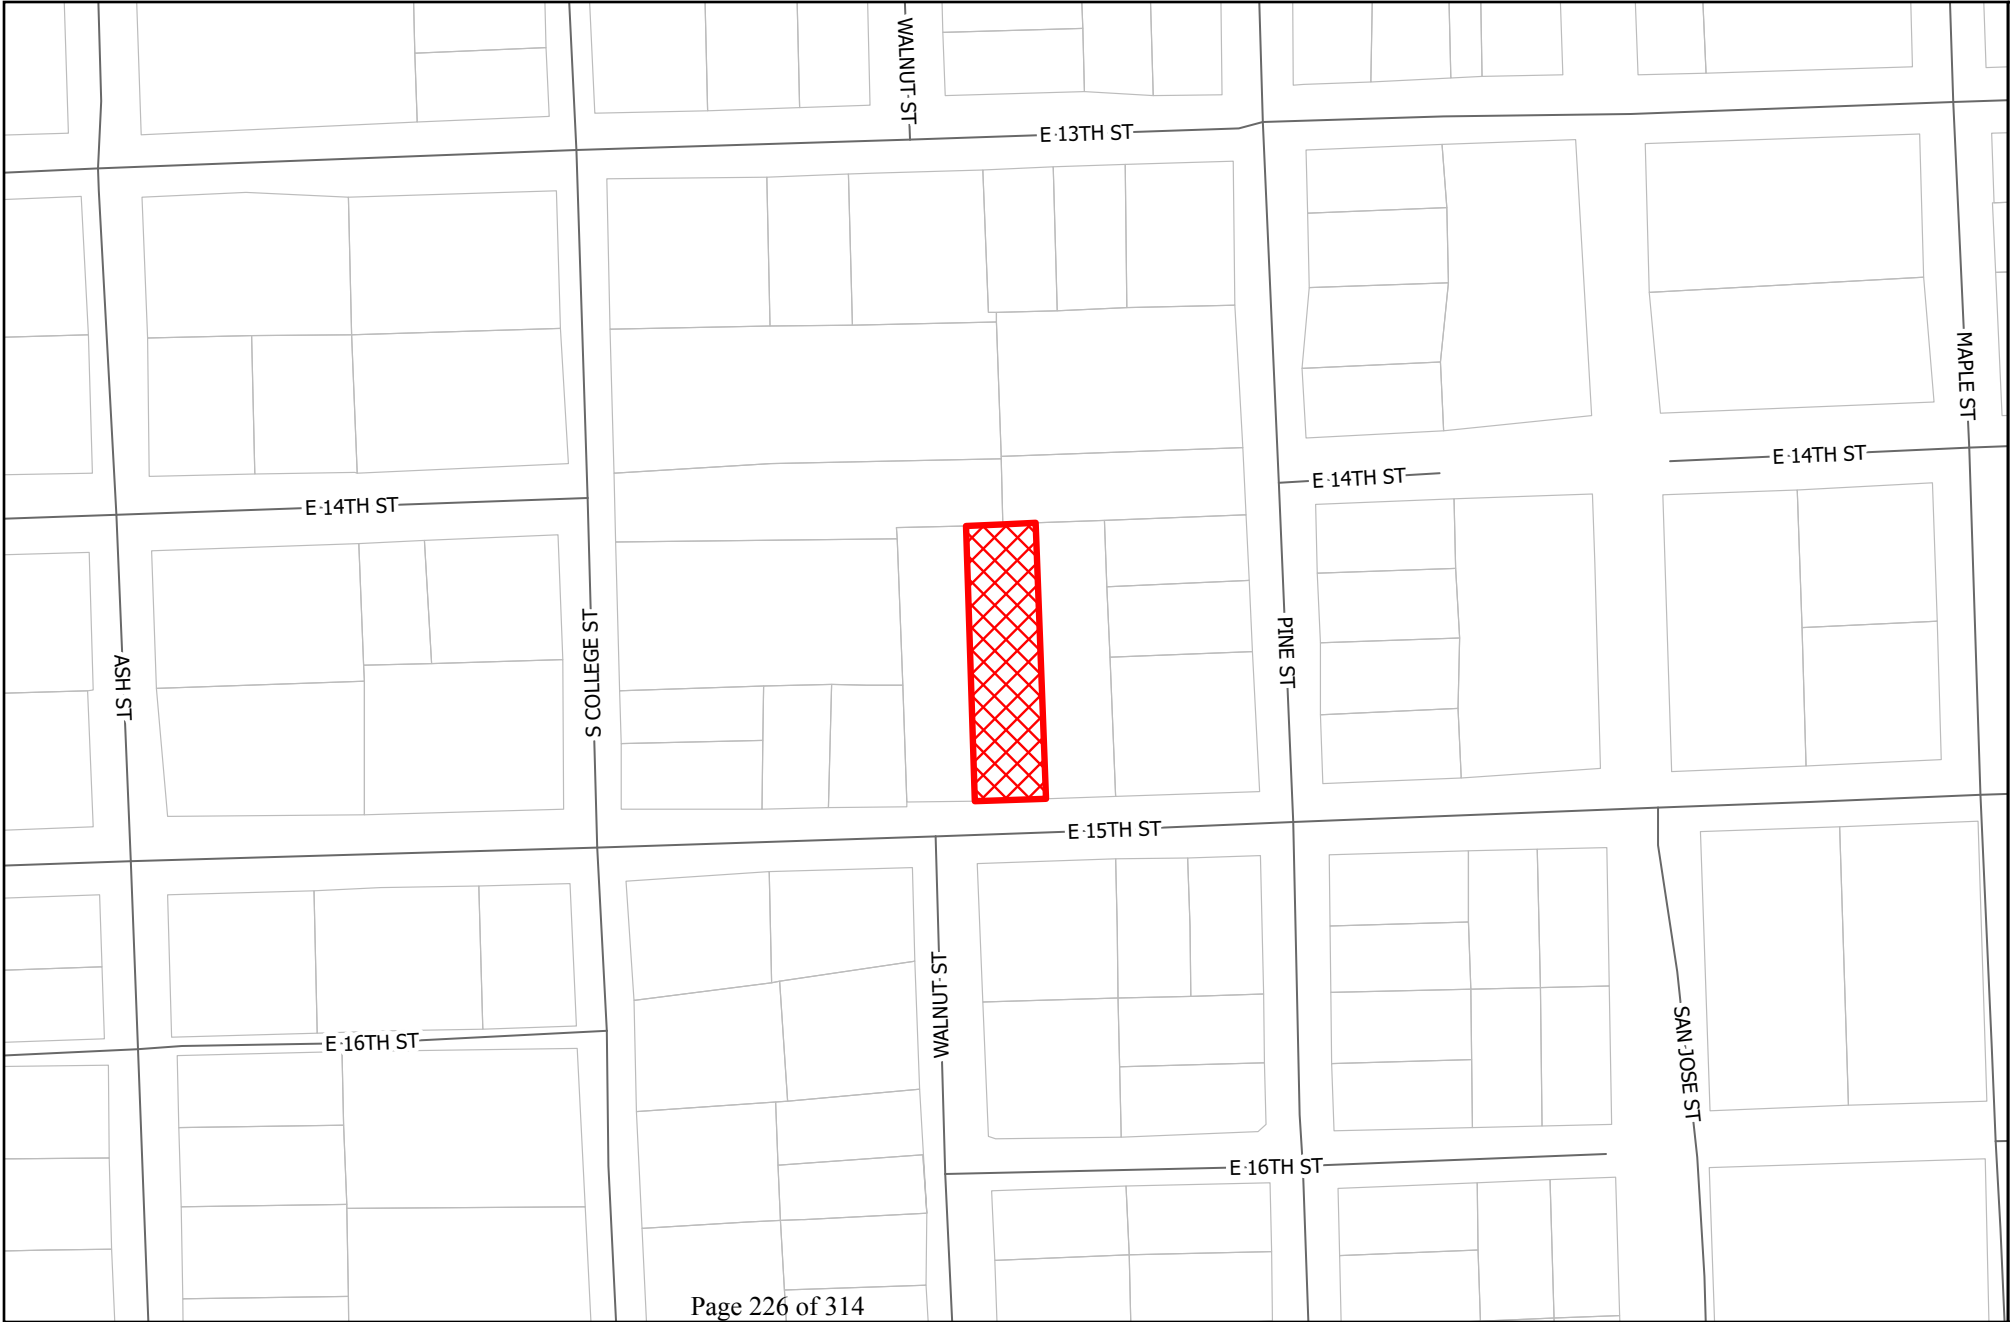 WALNUT ST
E 13TH ST
MAPLE ST
E 14TH ST
E 14TH ST
E 14TH ST
ASH ST
S COLLEGE ST
PINE ST
E 15TH ST
WALNUT ST
SAN JOSE ST
E 16TH ST
E 16TH ST
Page 226 of 314